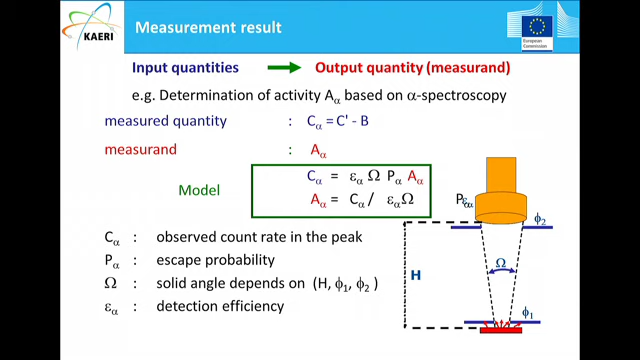 KAERI
Measurement result
European
Commission
Input quantities → Output quantity (measurand)
e.g. Determination of activity Aα based on α-spectroscopy
measured quantity : Cα = C' - B
measurand : Aα
Model
Cα = εα Ω Pα Aα
Aα = Cα / εαΩ
Cα : observed count rate in the peak
Pα : escape probability
Ω : solid angle depends on (H, ϕ1, ϕ2 )
εα : detection efficiency
ϕ2
Ω
H
ϕ1